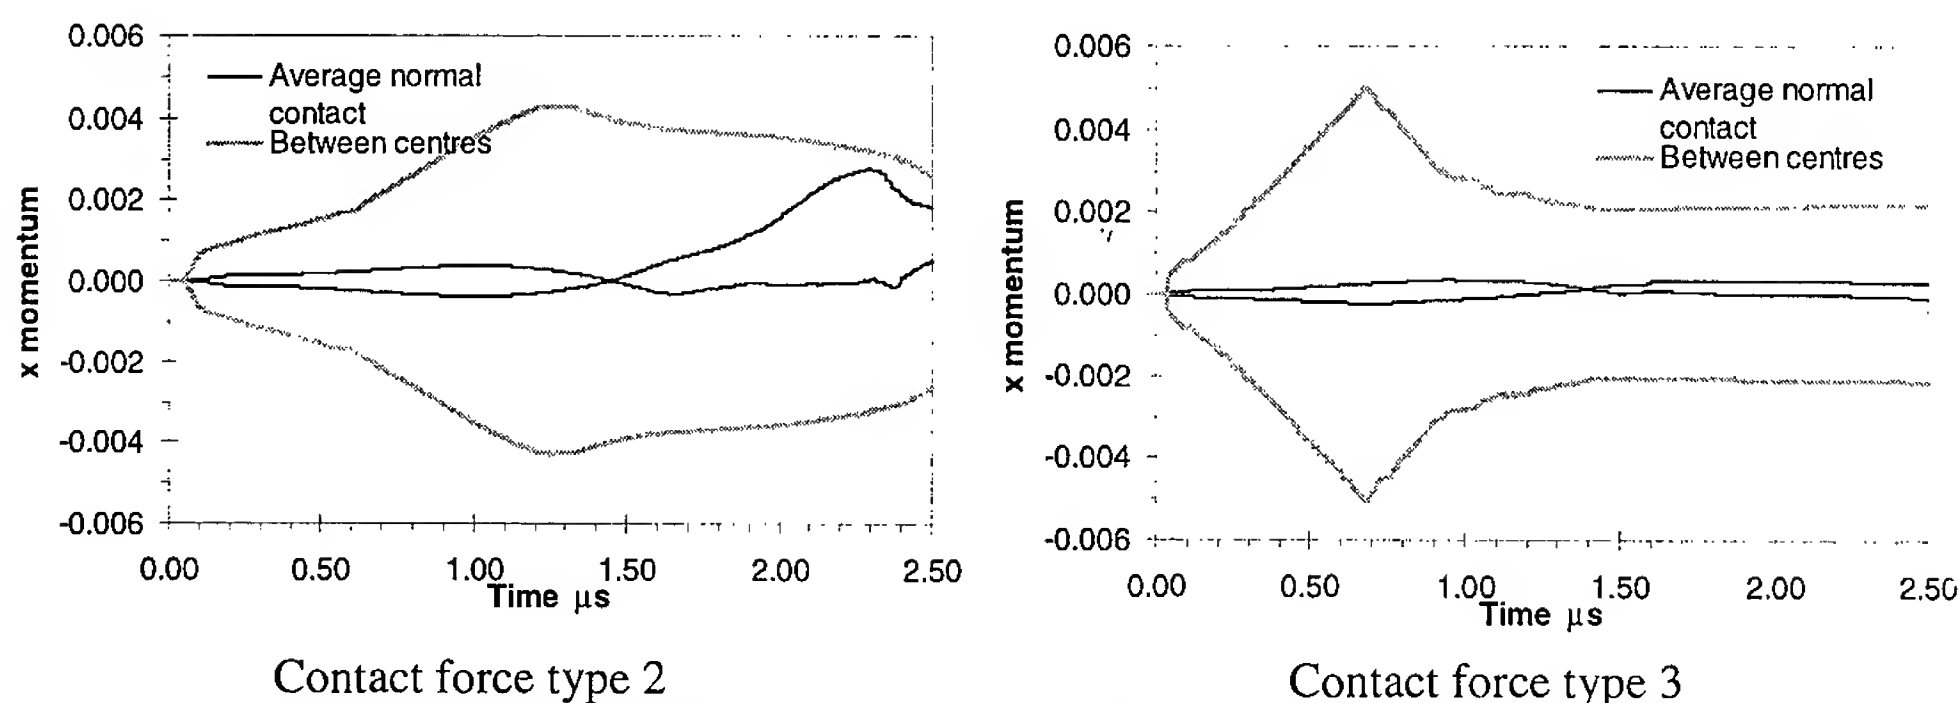 0.006
0.004
0.002
0.000
-0.002
-0.004
-0.006
x momentum
Average normal
contact
Between centres
0.00 0.50 1.00 1.50 2.00 2.50
Time μs
Contact force type 2
0.006
0.004
0.002
0.000
-0.002
-0.004
-0.006
x momentum
Average normal
contact
Between centres
0.00 0.50 1.00 1.50 2.00 2.50
Time μs
Contact force type 3